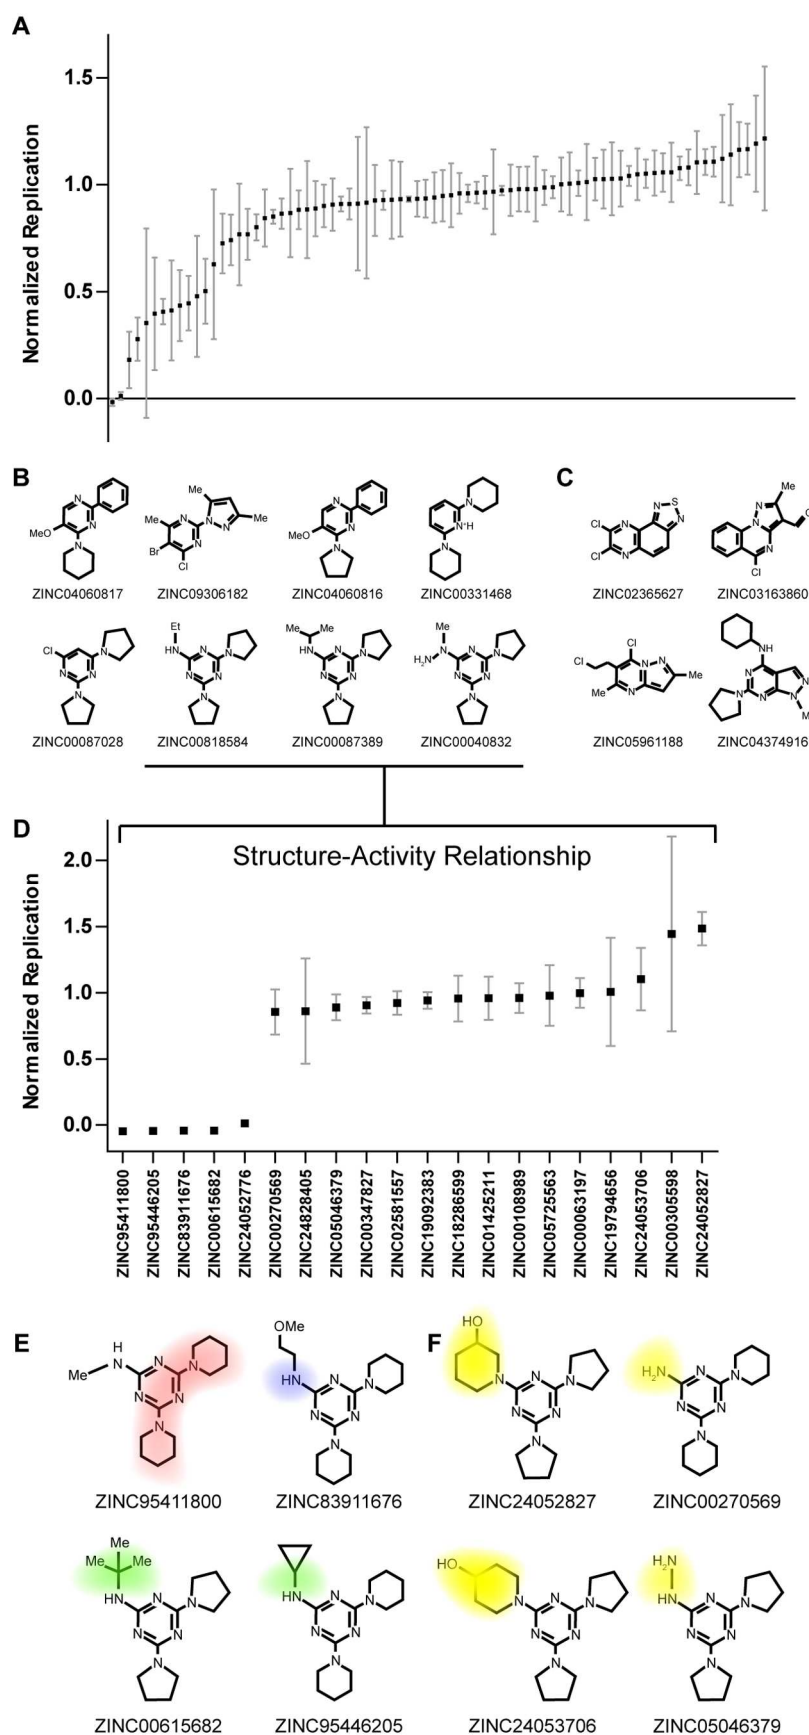 A
Normalized Replication
1.5
1.0
0.5
0.0
B
C
N
N
MeO
N
ZINC04060817
Me
Me
N
N
N
Me
N
Br
Cl
ZINC09306182
N
N
MeO
N
ZINC04060816
N
N+H
N
ZINC00331468
Cl
N
N
S
N
Cl
N
N
ZINC02365627
Me
N
N
N
Cl
ZINC03163860
Cl
N
N
N
N
ZINC00087028
Et
HN
N
N
N
N
N
ZINC00818584
Me
Me
HN
N
N
N
N
N
ZINC00087389
Me
N
H2N
N
N
N
N
N
ZINC00040832
Cl
Cl
N
N
Me
N
Me
ZINC05961188
NH
N
N
N
N
N
ZINC04374916
D
Structure-Activity Relationship
Normalized Replication
2.0
1.5
1.0
0.5
0.0
ZINC95411800
ZINC95446205
ZINC83911676
ZINC00615682
ZINC24052776
ZINC00270569
ZINC24828405
ZINC05046379
ZINC00347827
ZINC02581557
ZINC19092383
ZINC18286599
ZINC01425211
ZINC00108989
ZINC05725563
ZINC00063197
ZINC19794656
ZINC24053706
ZINC00305598
ZINC24052827
E
F
H
N
Me
N
N
N
N
N
ZINC95411800
OMe
HN
N
N
N
N
N
ZINC83911676
HO
N
N
N
N
N
N
ZINC24052827
H2N
N
N
N
N
N
ZINC00270569
Me
Me
Me
HN
N
N
N
N
N
ZINC00615682
HN
N
N
N
N
N
ZINC95446205
HO
N
N
N
N
N
N
ZINC24053706
H2N
HN
N
N
N
N
N
ZINC05046379